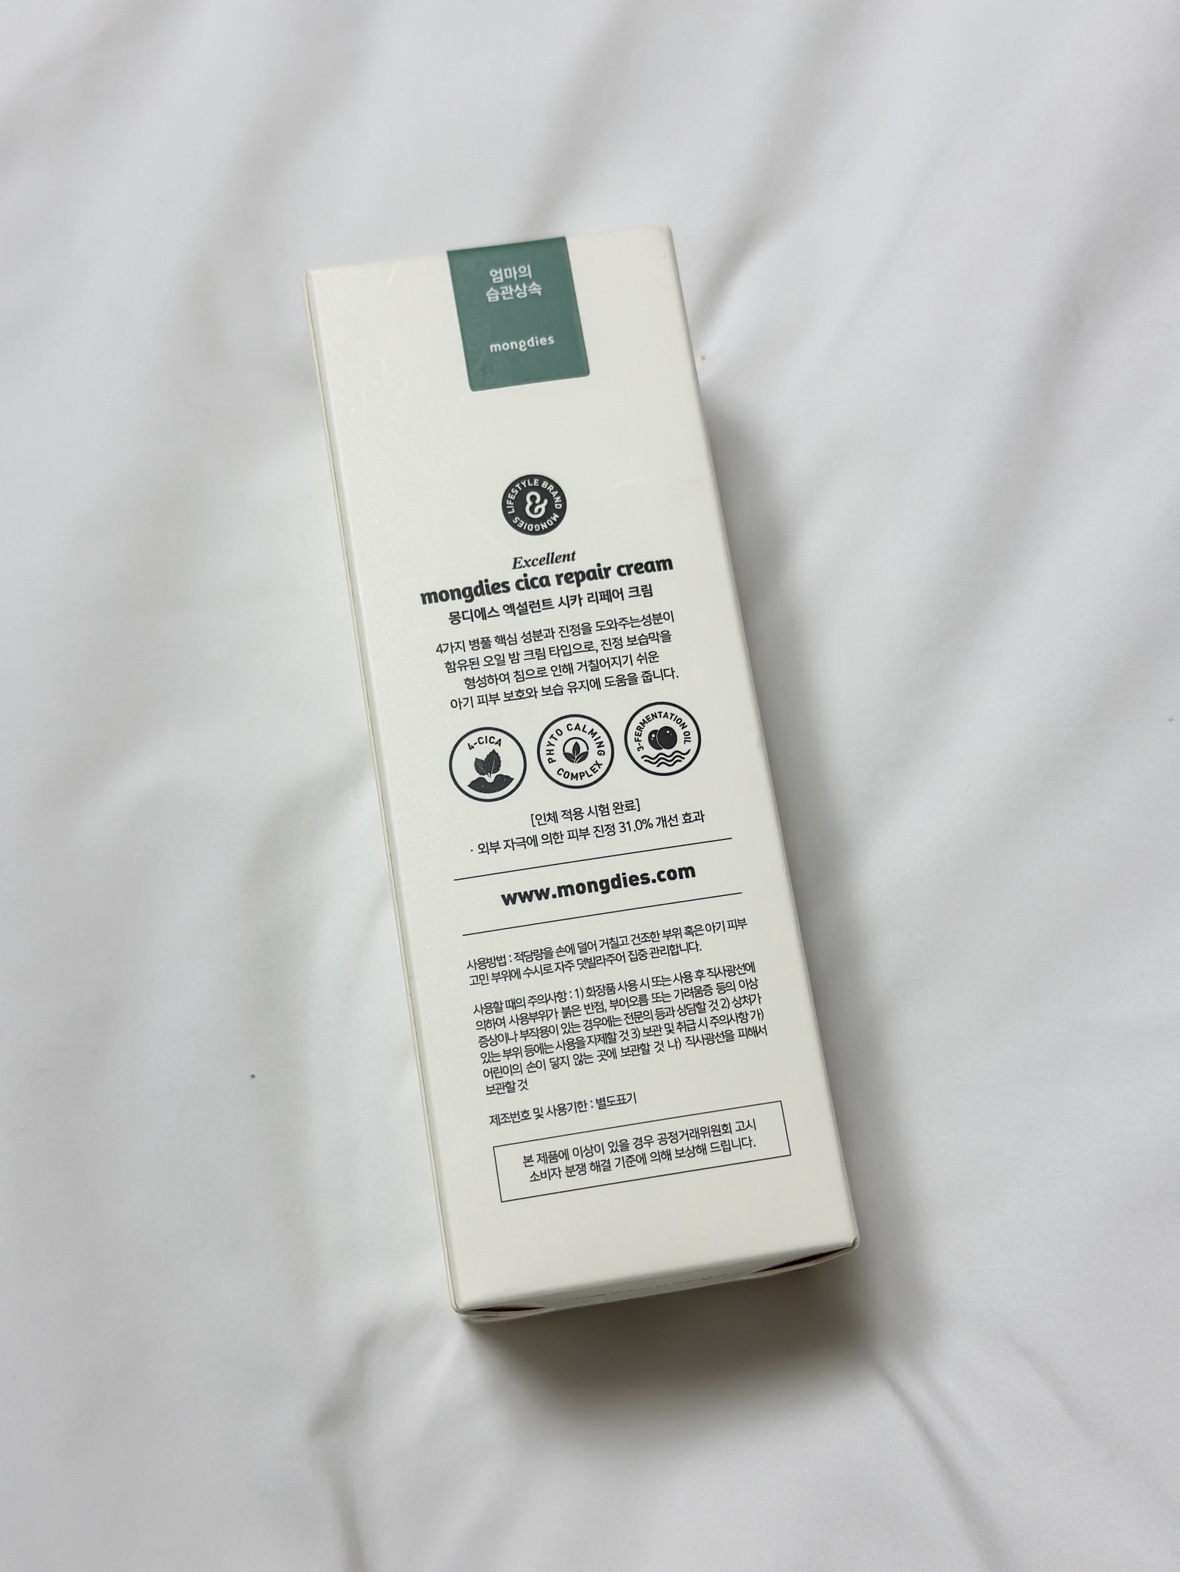 엄마의
습관상속
mongdies
LIFESTYLE BRAND MONGDIES
&
Excellent
mongdies cica repair cream
몽디에스 엑설런트 시카 리페어 크림
4가지 병풀 핵심 성분과 진정을 도와주는성분이
함유된 오일 밤 크림 타입으로, 진정 보습막을
형성하여 침으로 인해 거칠어지기 쉬운
아기 피부 보호와 보습 유지에 도움을 줍니다.
4-CICA
PHYTO CALMING COMPLEX
3-FERMENTATION OIL
[인체 적용 시험 완료]
· 외부 자극에 의한 피부 진정 31.0% 개선 효과
www.mongdies.com
사용방법 : 적당량을 손에 덜어 거칠고 건조한 부위 혹은 아기 피부
고민 부위에 수시로 자주 덧발라주어 집중 관리합니다.
사용할 때의 주의사항 : 1) 화장품 사용 시 또는 사용 후 직사광선에
의하여 사용부위가 붉은 반점, 부어오름 또는 가려움증 등의 이상
증상이나 부작용이 있는 경우에는 전문의 등과 상담할 것 2) 상처가
있는 부위 등에는 사용을 자제할 것 3) 보관 및 취급 시 주의사항 가)
어린이의 손이 닿지 않는 곳에 보관할 것 나) 직사광선을 피해서
보관할 것
제조번호 및 사용기한 : 별도표기
본 제품에 이상이 있을 경우 공정거래위원회 고시
소비자 분쟁 해결 기준에 의해 보상해 드립니다.